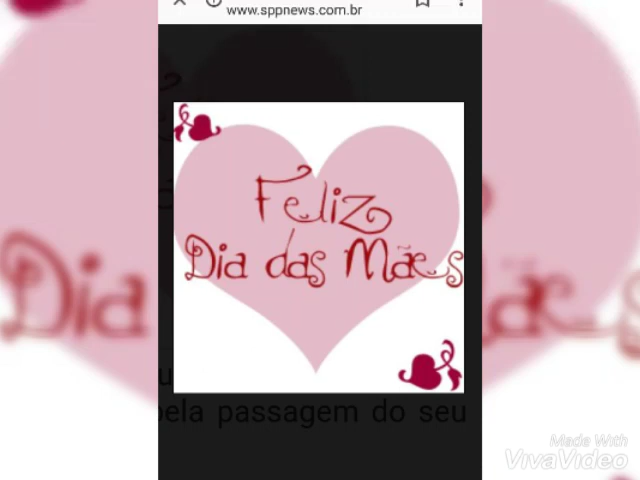 www.sppnews.com.br
Feliz
Dia das Mães
pela passagem do seu
Made With
VivaVideo